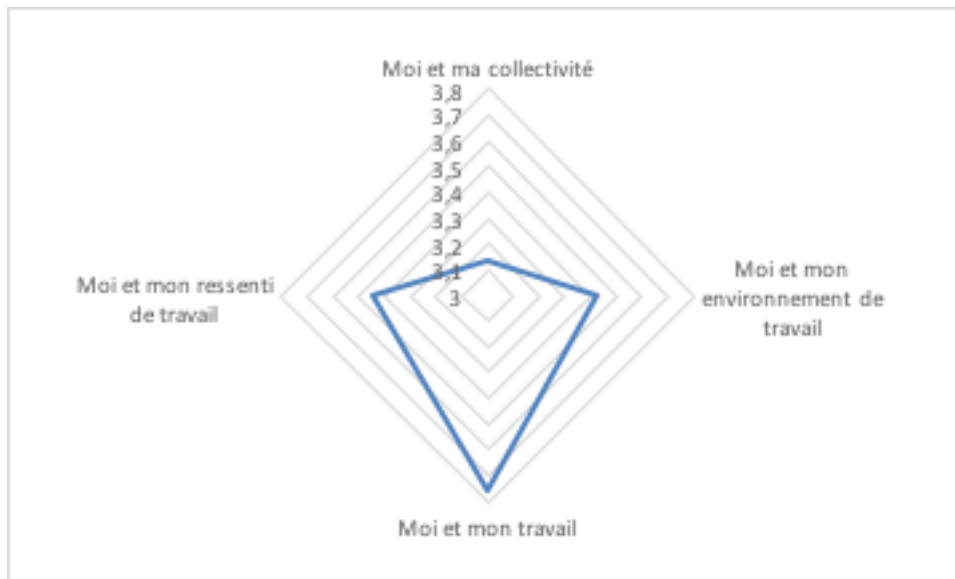 Moi et ma collectivité
3,8
3,7
3,6
3,5
3,4
3,3
3,2
3,1
3
Moi et mon
environnement de
travail
Moi et mon travail
Moi et mon ressenti
de travail